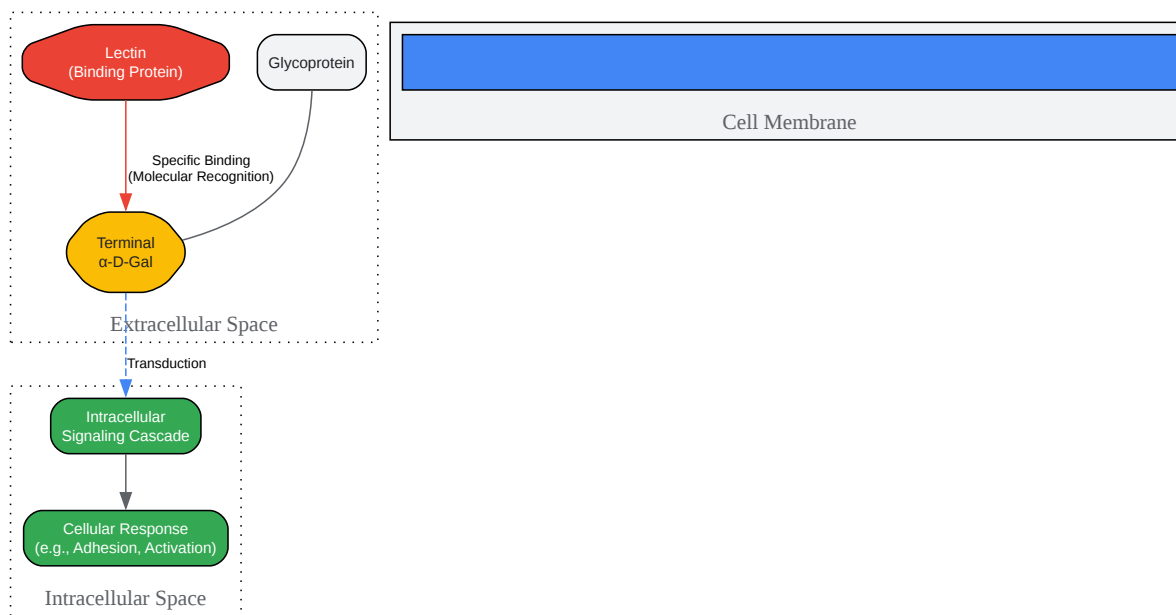 Lectin
(Binding Protein)
Glycoprotein
Cell Membrane
Specific Binding
(Molecular Recognition)
Terminal
α-D-Gal
Extracellular Space
Transduction
Intracellular
Signaling Cascade
Cellular Response
(e.g., Adhesion, Activation)
Intracellular Space